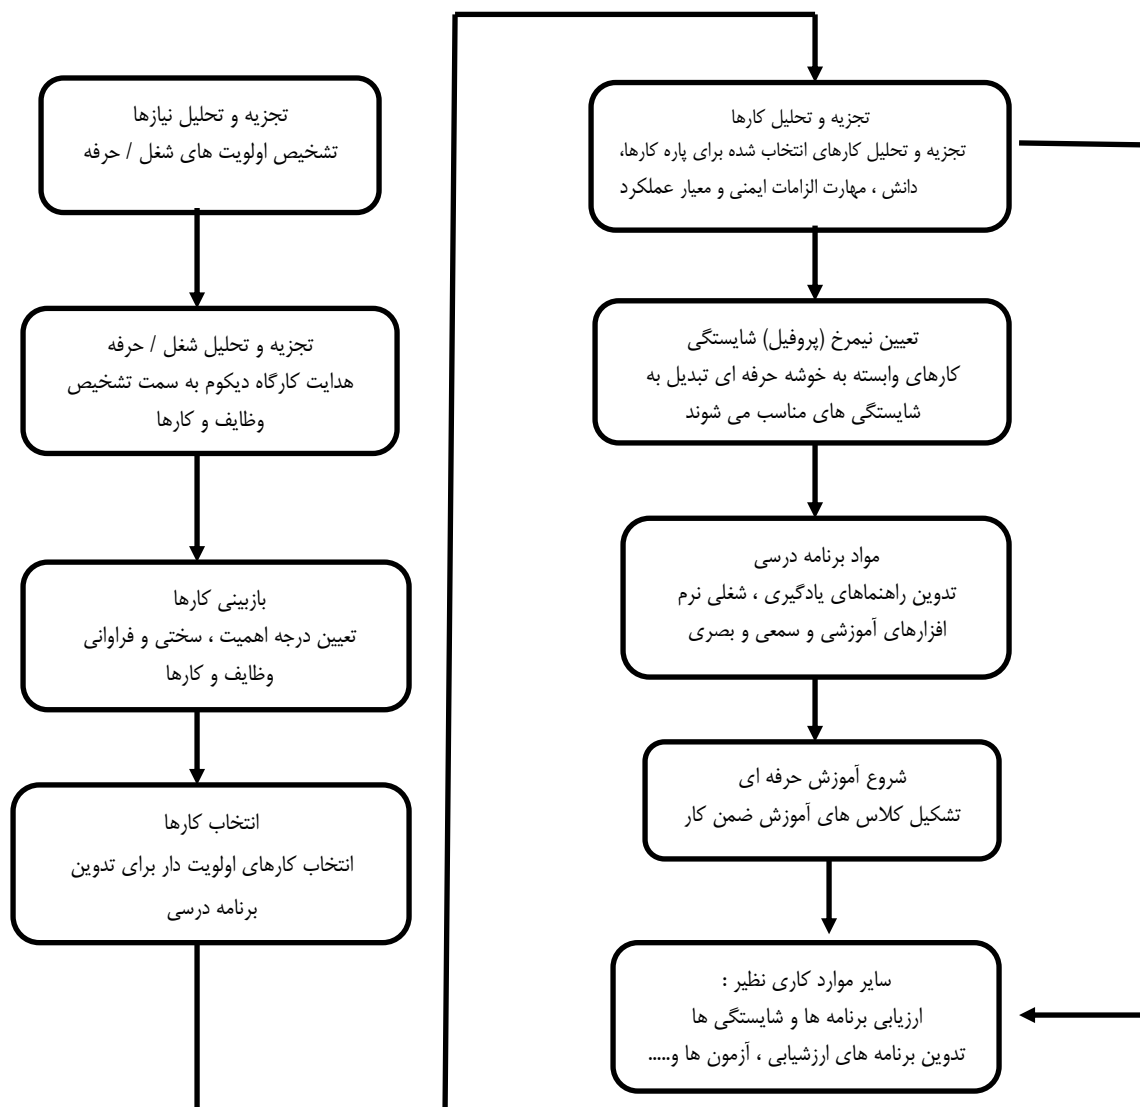 تجزیه و تحلیل نیازها
تشخیص اولویت های شغل / حرفه
تجزیه و تحلیل شغل / حرفه
هدایت کارگاه دیکوم به سمت تشخیص
وظایف و کارها
بازبینی کارها
تعیین درجه اهمیت ، سختی و فراوانی
وظایف و کارها
انتخاب کارها
انتخاب کارهای اولویت دار برای تدوین
برنامه درسی
تجزیه و تحلیل کارها
تجزیه و تحلیل کارهای انتخاب شده برای پاره کارها،
دانش ، مهارت الزامات ایمنی و معیار عملکرد
تعیین نیمرخ (پروفیل) شایستگی
کارهای وابسته به خوشه حرفه ای تبدیل به
شایستگی های مناسب می شوند
مواد برنامه درسی
تدوین راهنماهای یادگیری ، شغلی نرم
افزارهای آموزشی و سمعی و بصری
شروع آموزش حرفه ای
تشکیل کلاس های آموزش ضمن کار
سایر موارد کاری نظیر :
ارزیابی برنامه ها و شایستگی ها
تدوین برنامه های ارزشیابی ، آزمون ها و.....